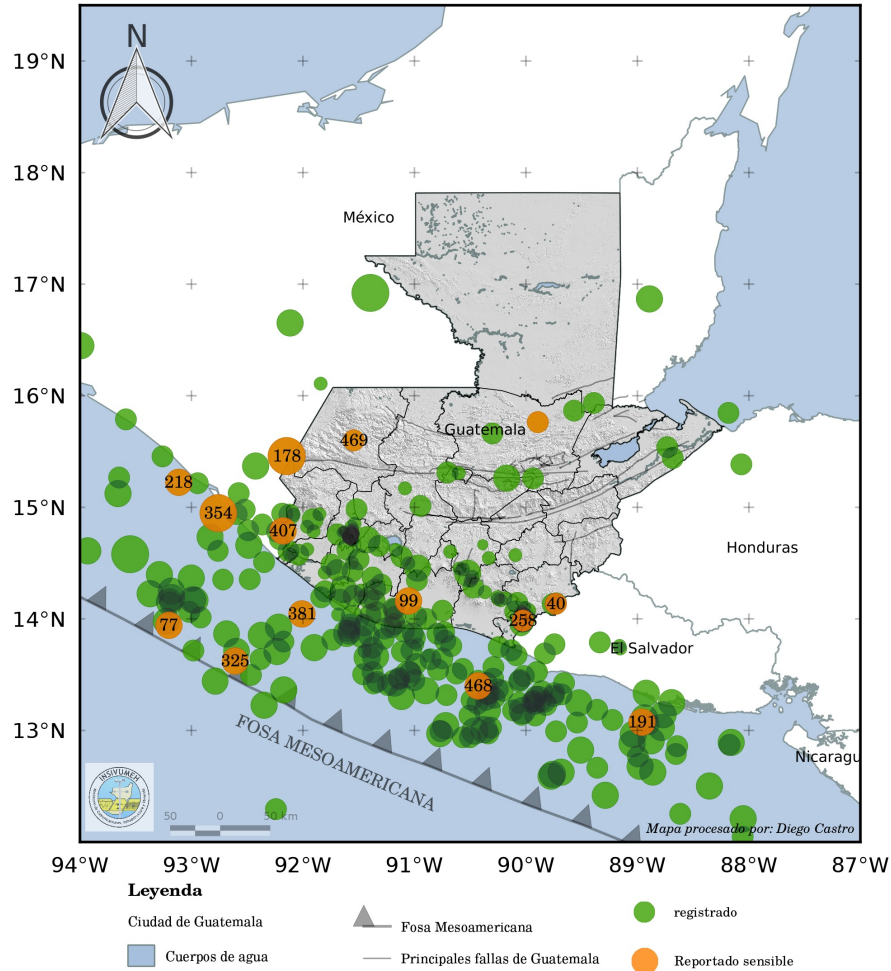 N
19°N
18°N
México
17°N
16°N
Guatemala
469
178
15°N
218
354
407
Honduras
14°N
99
40
381
258
77
El Salvador
325
468
191
13°N
FOSA MESOAMERICANA
Nicaragu
INSIVUMEH
50 0 50 km
Mapa procesado por: Diego Castro
94°W 93°W 92°W 91°W 90°W 89°W 88°W 87°W
Leyenda
Ciudad de Guatemala
Cuerpos de agua
Fosa Mesoamericana
Principales fallas de Guatemala
registrado
Reportado sensible